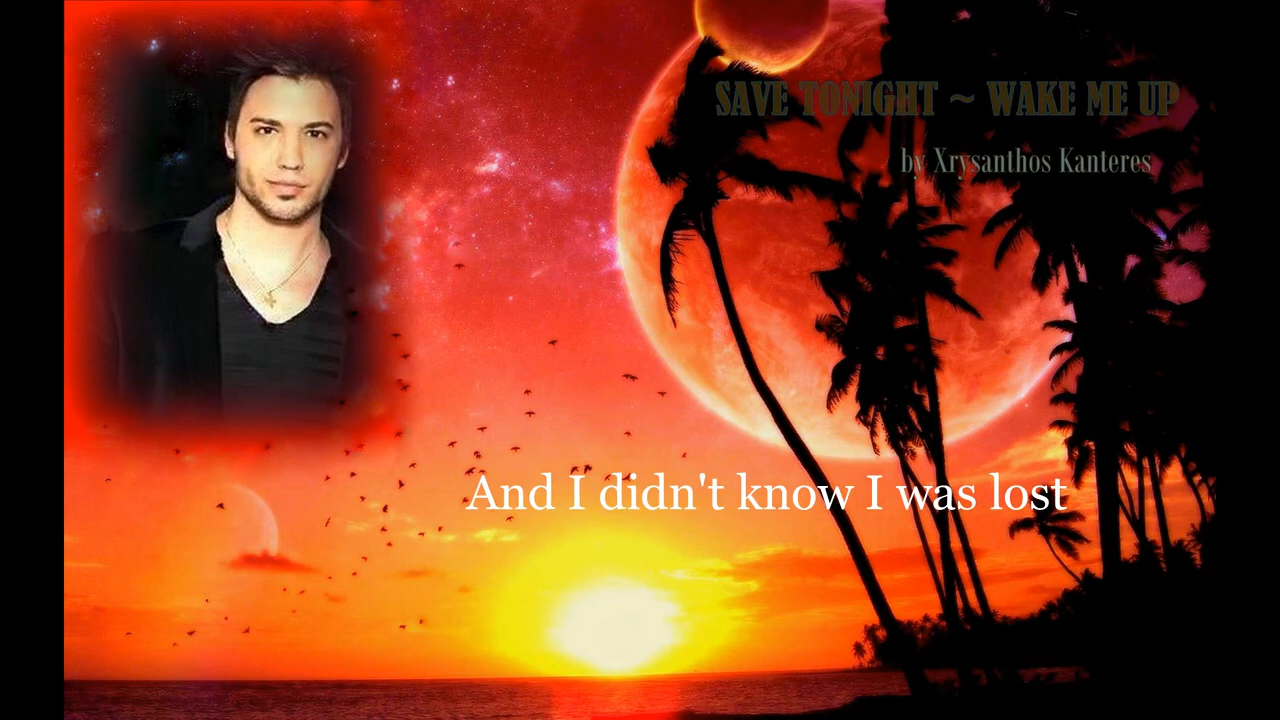 SAVE TONIGHT ~ WAKE ME UP
by Xrysanthos Kanteres
And I didn't know I was lost